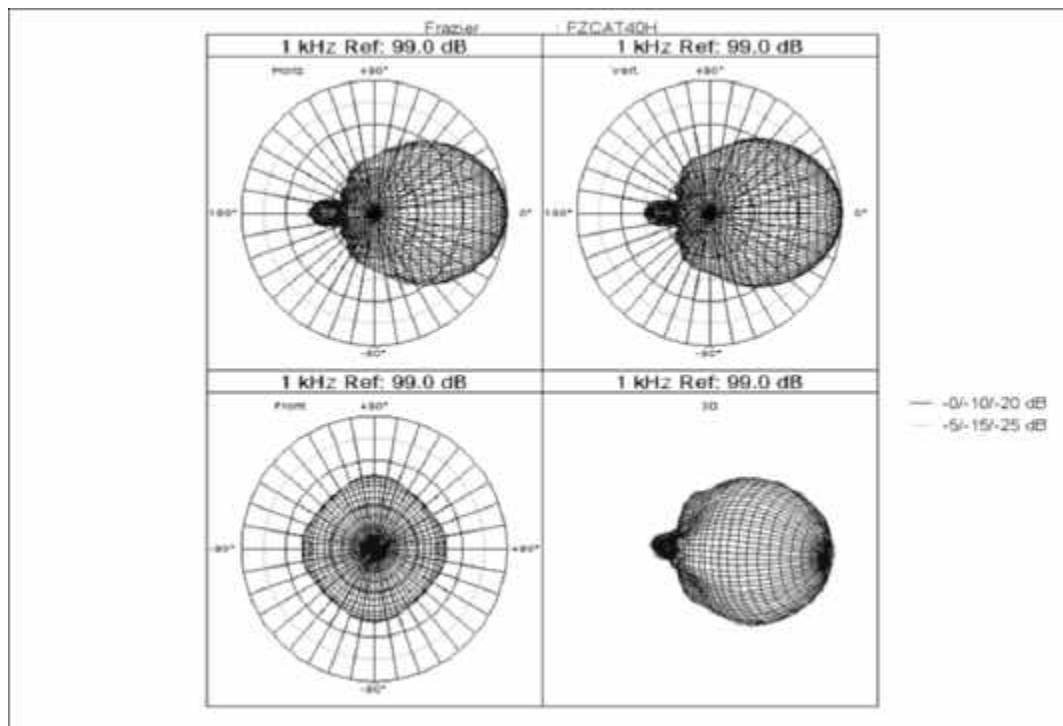 Frazier : FZCAT40H
1 kHz Ref: 99.0 dB
1 kHz Ref: 99.0 dB
Horiz +90°
Vert +90°
180° 0°
180° 0°
-90°
-90°
1 kHz Ref: 99.0 dB
1 kHz Ref: 99.0 dB
Front +90°
3D
-0/-10/-20 dB
-5/-15/-25 dB
-90° +90°
-90°